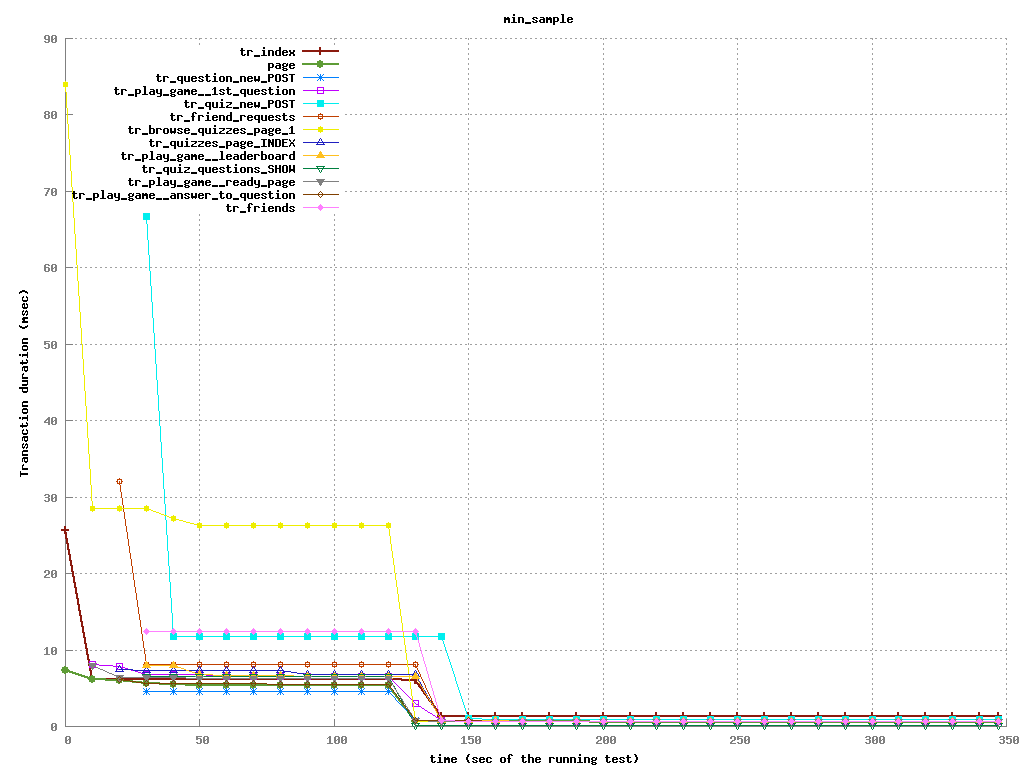 min_sample
90
80
70
60
50
40
30
20
10
0
Transaction duration (msec)
tr_index
page
tr_question_new_POST
tr_play_game__1st_question
tr_quiz_new_POST
tr_friend_requests
tr_browse_quizzes_page_1
tr_quizzes_page_INDEX
tr_play_game__leaderboard
tr_quiz_questions_SHOW
tr_play_game__ready_page
tr_play_game__answer_to_question
tr_friends
0 50 100 150 200 250 300 350
time (sec of the running test)